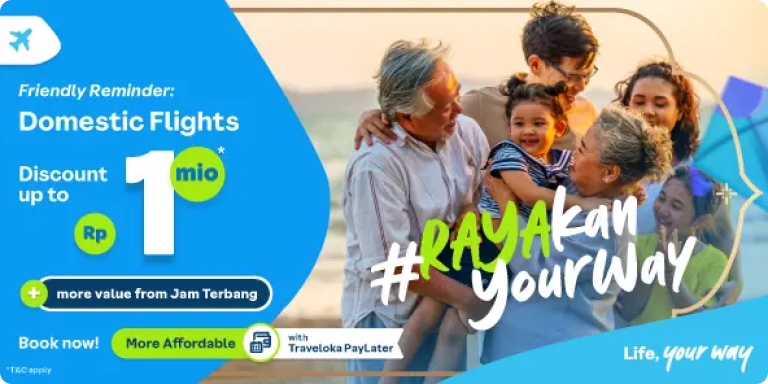 Friendly Reminder:
Domestic Flights
Discount
up to
Rp 1 mio*
+ more value from Jam Terbang
Book now!
More Affordable
with
Traveloka PayLater
*T&C apply
#RAYAkan
yourWay
Life, your way